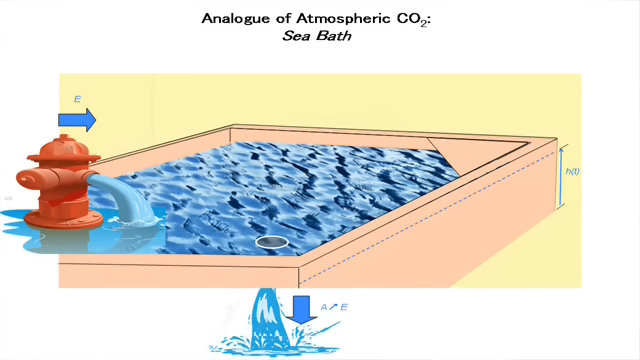 Analogue of Atmospheric CO₂:
Sea Bath
E
h(t)
A↗E